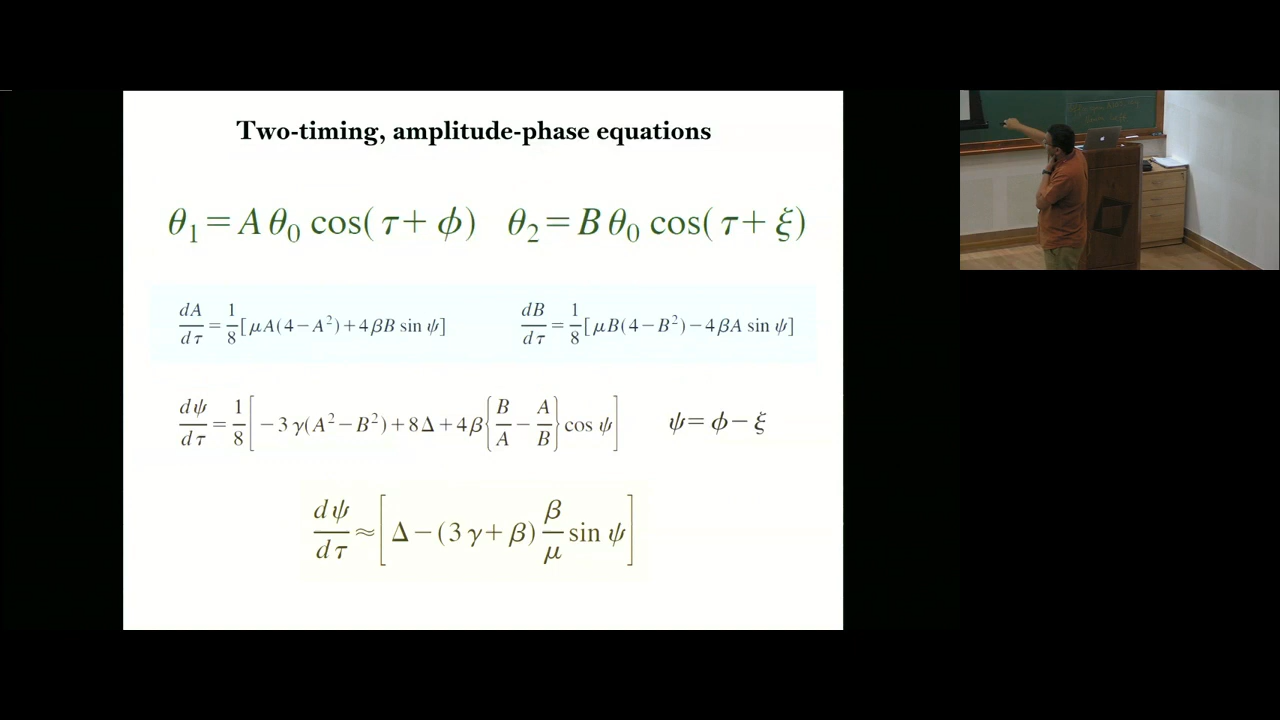 Two-timing, amplitude-phase equations
θ₁ = A θ₀ cos(τ + ϕ) θ₂ = B θ₀ cos(τ + ξ)
dA/dτ = 1/8 [μA(4−A²)+4βB sin ψ] dB/dτ = 1/8 [μB(4−B²)−4βA sin ψ]
dψ/dτ = 1/8 [−3γ(A²−B²)+8Δ+4β{B/A − A/B} cos ψ] ψ = ϕ − ξ
dψ/dτ ≈ [Δ − (3γ+β) β/μ sin ψ]